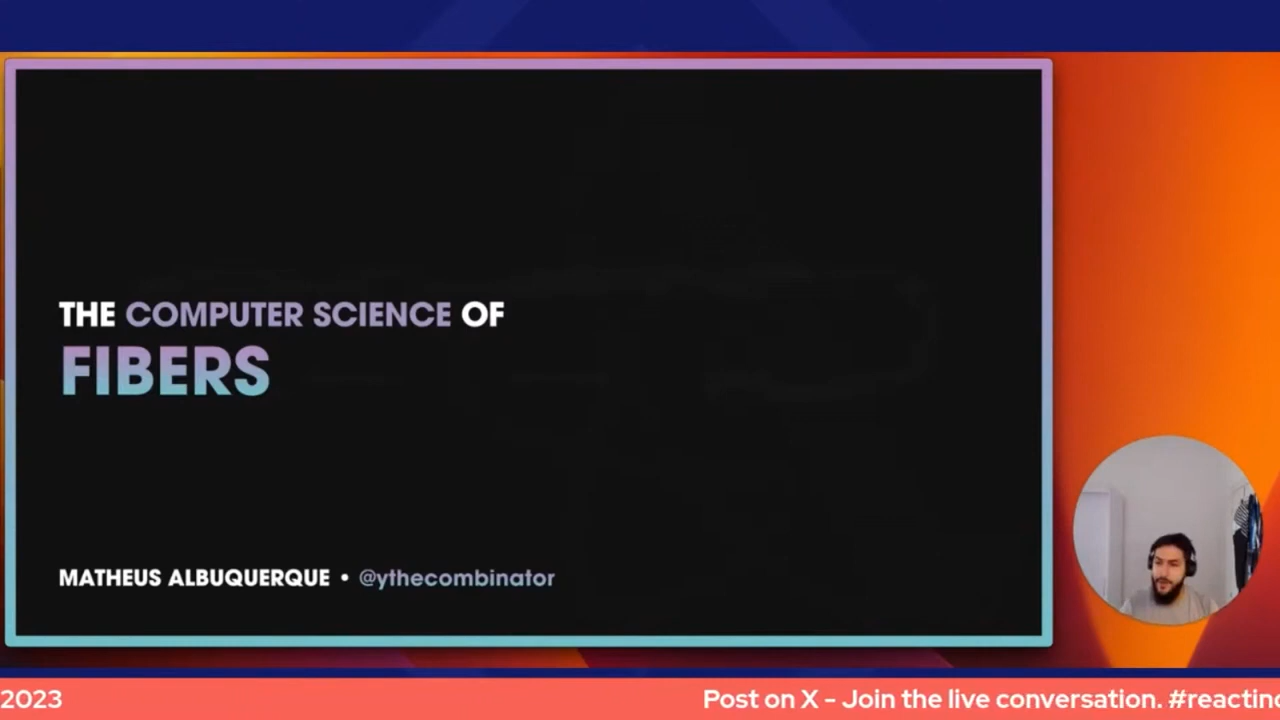 THE COMPUTER SCIENCE OF
FIBERS
MATHEUS ALBUQUERQUE • @ythecombinator
2023
Post on X - Join the live conversation.